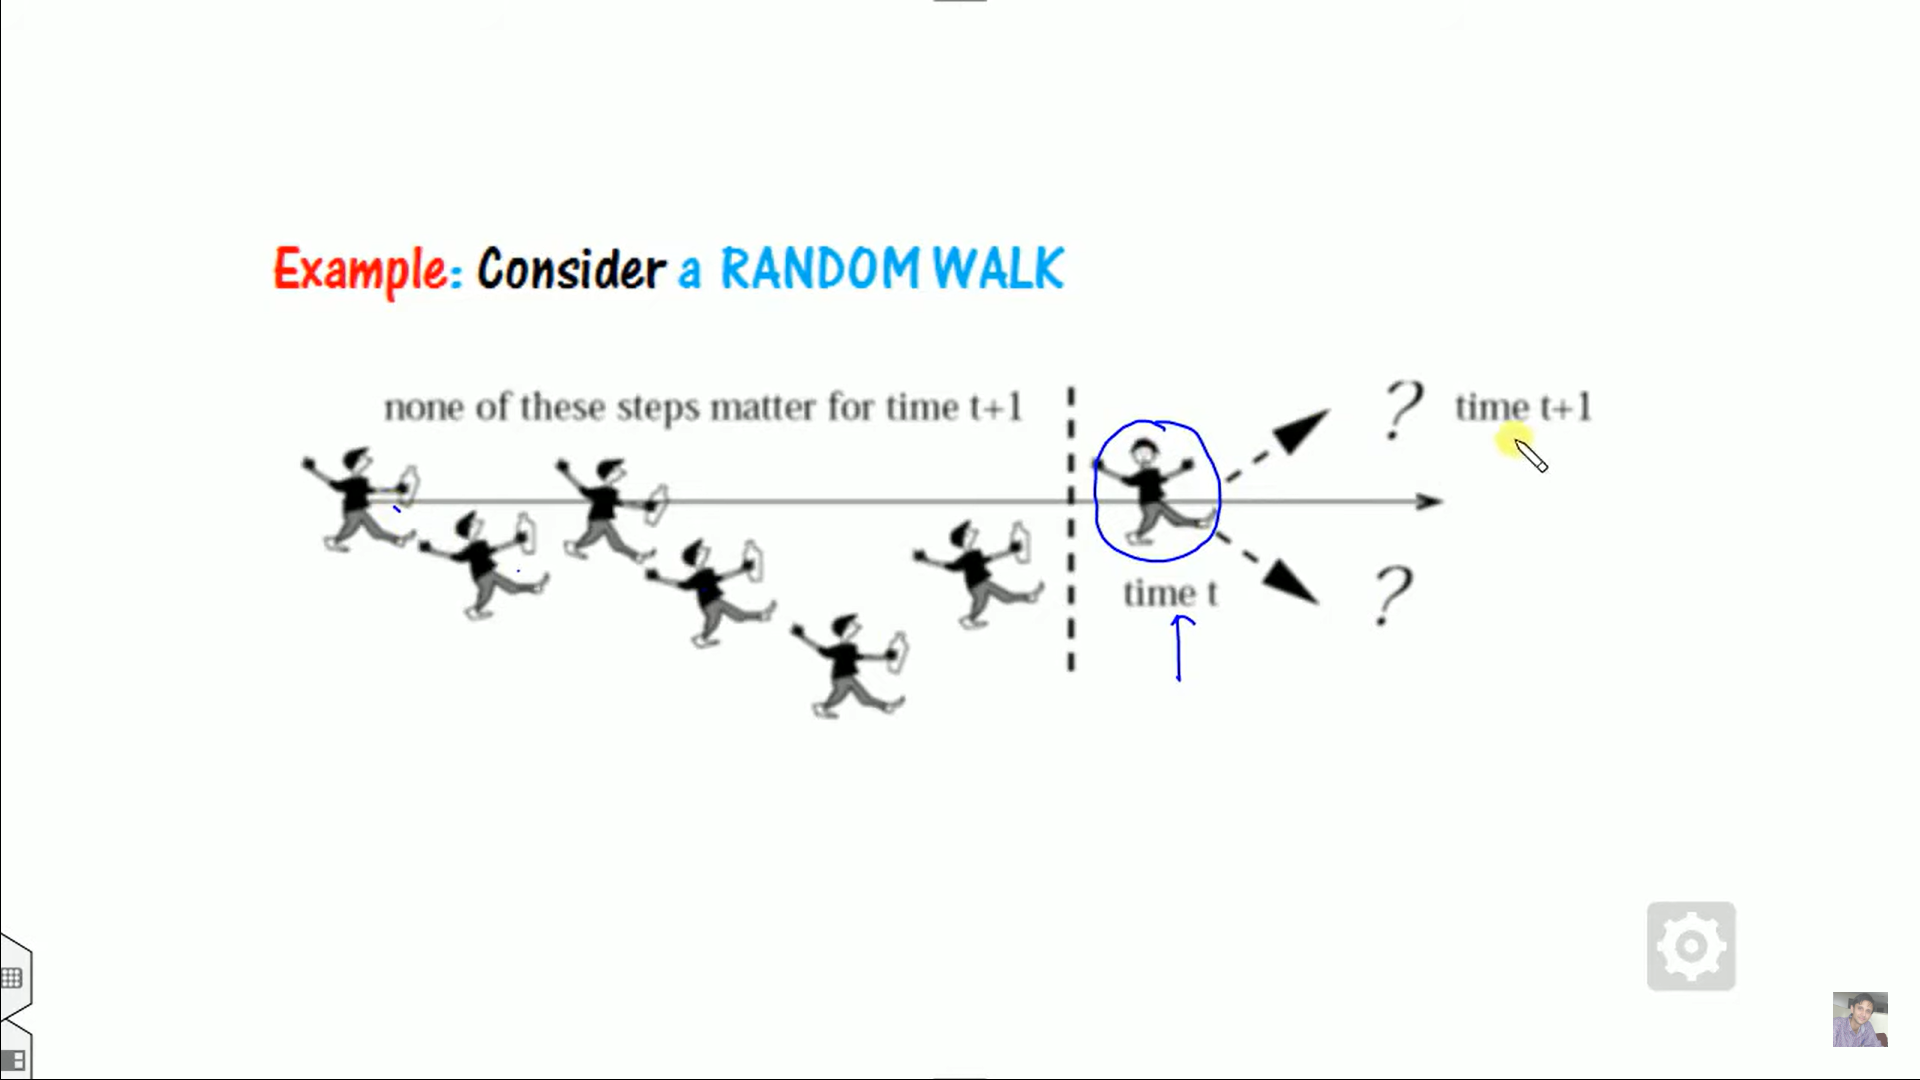 Example: Consider a RANDOM WALK
none of these steps matter for time t+1
? time t+1
time t
?